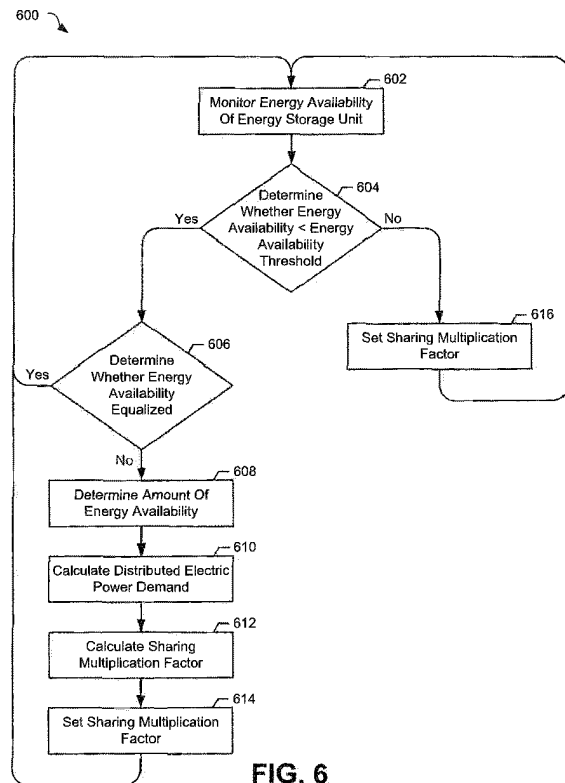 600
602
Monitor Energy Availability
Of Energy Storage Unit
604
Determine
Whether Energy
Availability < Energy
Availability
Threshold
Yes
No
606
Determine
Whether Energy
Availability
Equalized
Yes
No
616
Set Sharing Multiplication
Factor
608
Determine Amount Of
Energy Availability
610
Calculate Distributed Electric
Power Demand
612
Calculate Sharing
Multiplication Factor
614
Set Sharing Multiplication
Factor
FIG. 6